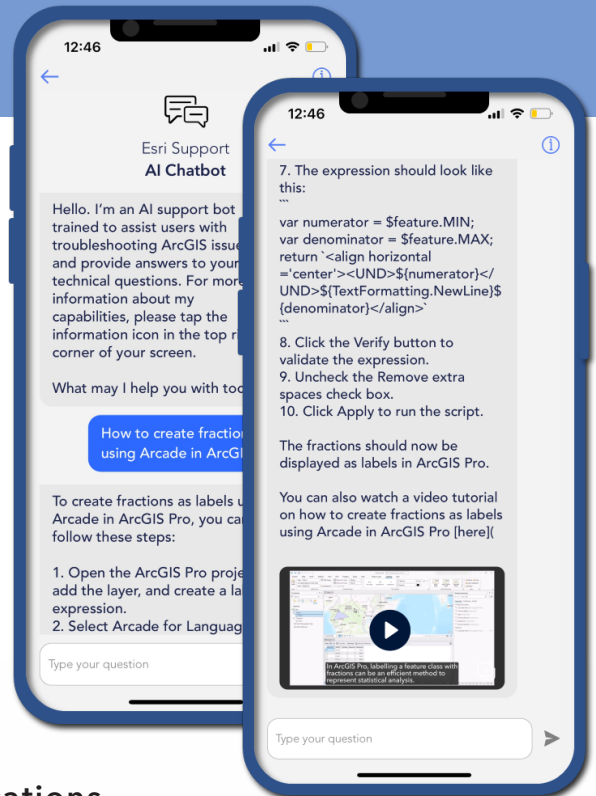 12:46
Esri Support
AI Chatbot
Hello. I'm an AI support bot
trained to assist users with
troubleshooting ArcGIS issue
and provide answers to your
technical questions. For more
information about my
capabilities, please tap the
information icon in the top ri
corner of your screen.
What may I help you with tod
How to create fraction
using Arcade in ArcGI
To create fractions as labels u
Arcade in ArcGIS Pro, you can
follow these steps:
1. Open the ArcGIS Pro proje
add the layer, and create a la
expression.
2. Select Arcade for Languag
Type your question
12:46
7. The expression should look like
this:
```
var numerator = $feature.MIN;
var denominator = $feature.MAX;
return `<align horizontal
='center'><UND>${numerator}</
UND>${TextFormatting.NewLine}$
{denominator}</align>`
```
8. Click the Verify button to
validate the expression.
9. Uncheck the Remove extra
spaces check box.
10. Click Apply to run the script.
The fractions should now be
displayed as labels in ArcGIS Pro.
You can also watch a video tutorial
on how to create fractions as labels
using Arcade in ArcGIS Pro [here](
In ArcGIS Pro, labelling a feature class with
fractions can be an efficient method to
represent statistical analysis.
Type your question
ations